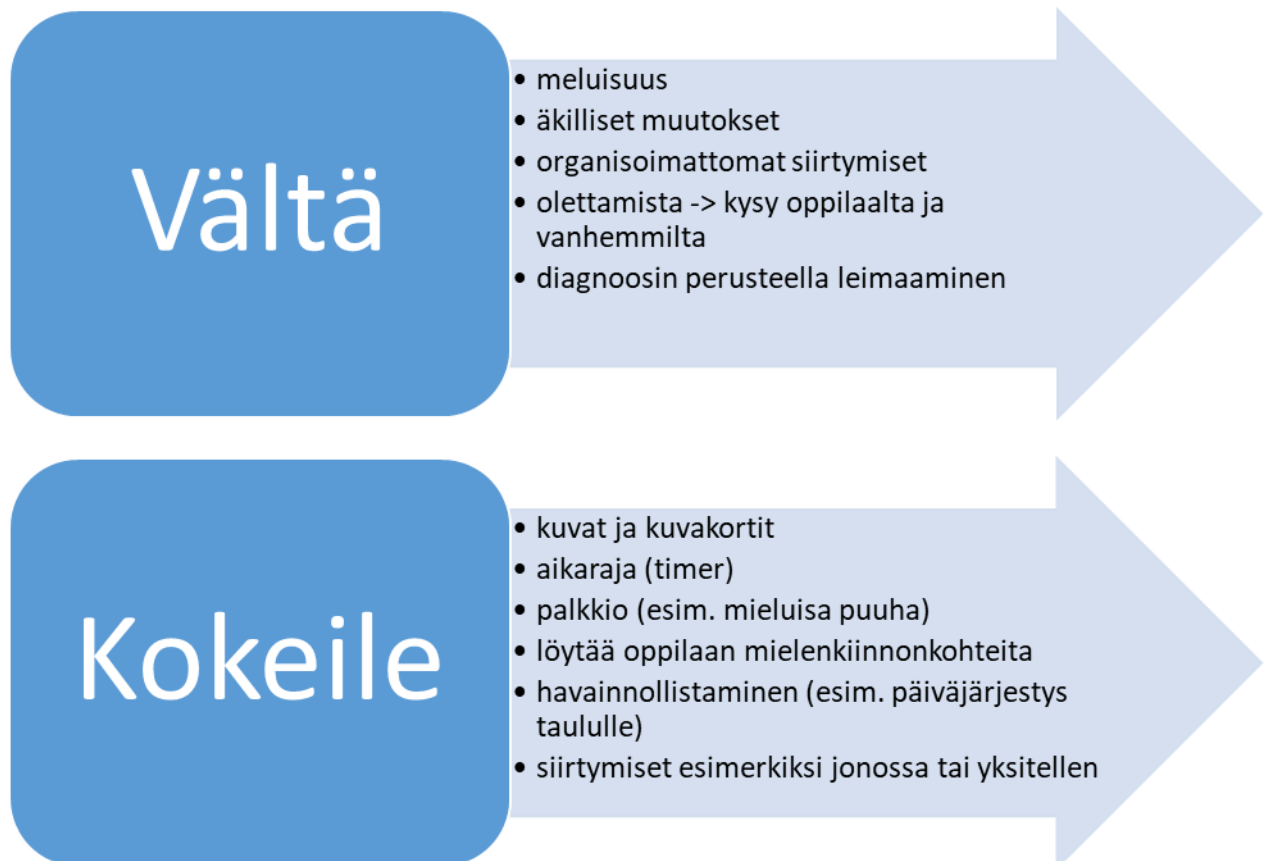 Vältä
• meluisuus
• äkilliset muutokset
• organisoimattomat siirtymiset
• olettamista -> kysy oppilaalta ja
vanhemmilta
• diagnoosin perusteella leimaaminen
Kokeile
• kuvat ja kuvakortit
• aikaraja (timer)
• palkkio (esim. mieluisa puuha)
• löytää oppilaan mielenkiinnonkohteita
• havainnollistaminen (esim. päiväjärjestys
taululle)
• siirtymiset esimerkiksi jonossa tai yksitellen